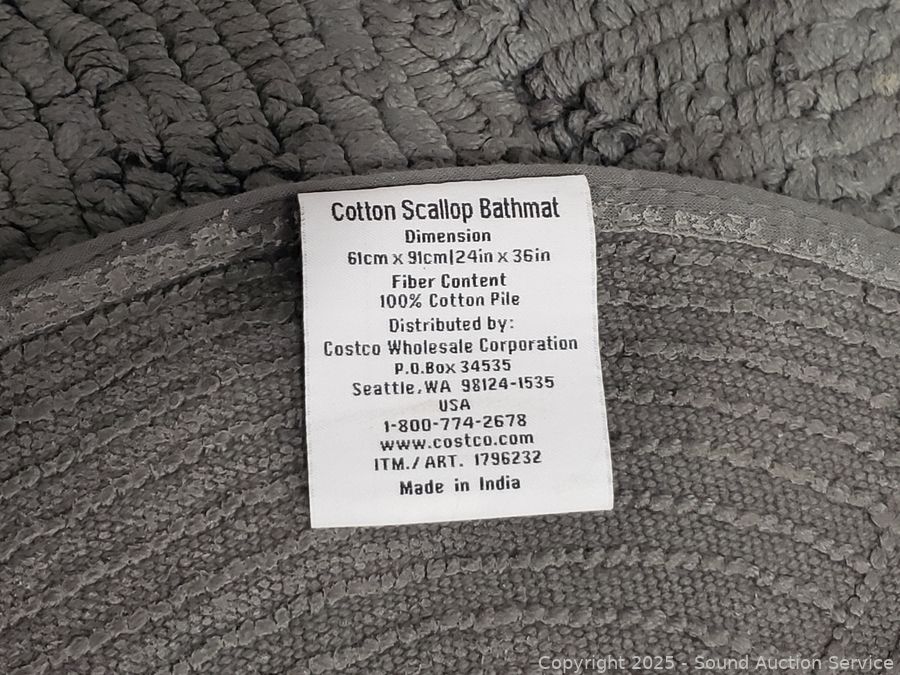 Cotton Scallop Bathmat
Dimension
61cm x 91cm|24in x 36in
Fiber Content
100% Cotton Pile
Distributed by:
Costco Wholesale Corporation
P.O.Box 34535
Seattle,WA 98124-1535
USA
1-800-774-2678
www.costco.com
ITM./ ART. 1796232
Made in India
Copyright 2025 - Sound Auction Service